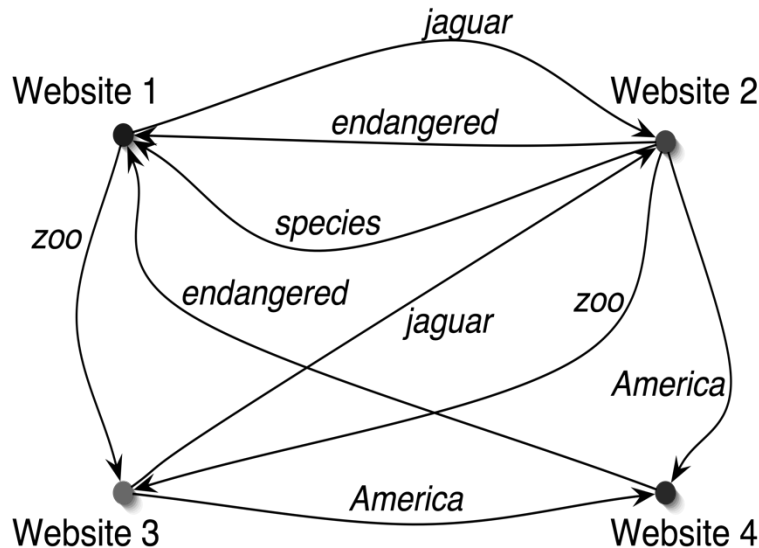 jaguar
Website 1
Website 2
endangered
species
zoo
endangered
zoo
jaguar
America
America
Website 3
Website 4